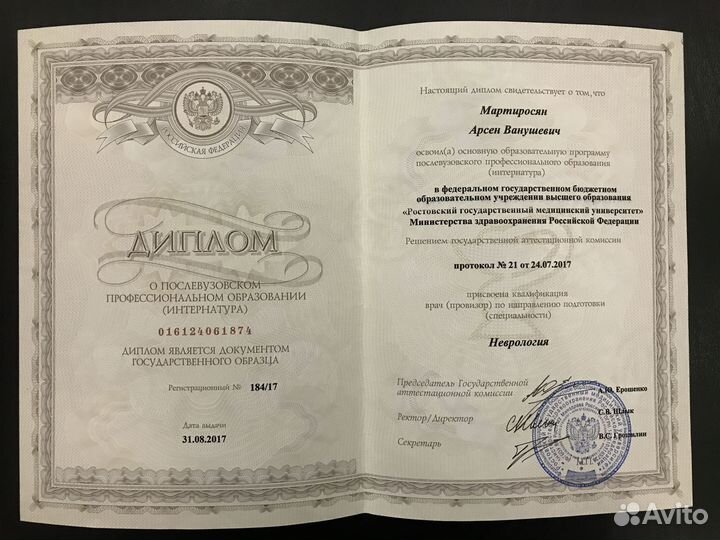 РОССИЙСКАЯ ФЕДЕРАЦИЯ
ДИПЛОМ
О ПОСЛЕВУЗОВСКОМ
ПРОФЕССИОНАЛЬНОМ ОБРАЗОВАНИИ
(ИНТЕРНАТУРА)
016124061874
ДИПЛОМ ЯВЛЯЕТСЯ ДОКУМЕНТОМ
ГОСУДАРСТВЕННОГО ОБРАЗЦА
Регистрационный № 184/17
Дата выдачи
31.08.2017
Настоящий диплом свидетельствует о том, что
Мартиросян
Арсен Ванушевич
освоил(а) основную образовательную программу
послевузовского профессионального образования
(интернатура)
в федеральном государственном бюджетном
образовательном учреждении высшего образования
«Ростовский государственный медицинский университет»
Министерства здравоохранения Российской Федерации
Решением государственной аттестационной комиссии
протокол № 21 от 24.07.2017
присвоена квалификация
врач (провизор) по направлению подготовки
(специальности)
Неврология
Председатель Государственной
аттестационной комиссии А.Ю. Ерошенко
Ректор/Директор С.В. Шлык
Секретарь В.С. Грошилин
Avito